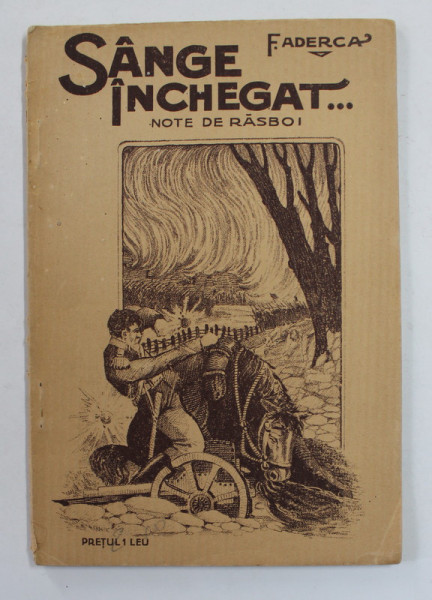 F. ADERCA
SÂNGE
ÎNCHEGAT...
NOTE DE RĂSBOI
PREȚUL 1 LEU